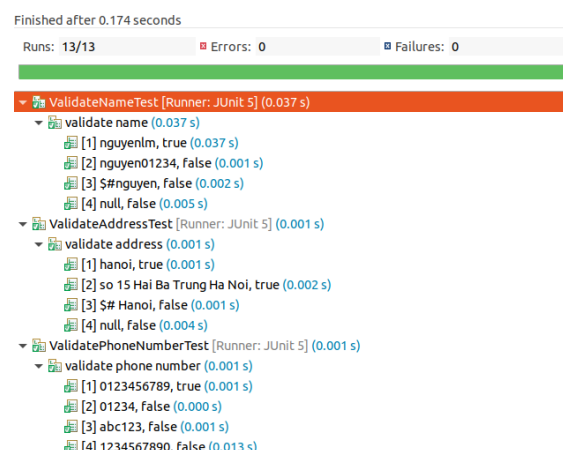 Finished after 0.174 seconds
Runs: 13/13 Errors: 0 Failures: 0
ValidateNameTest [Runner: JUnit 5] (0.037 s)
validate name (0.037 s)
[1] nguyenlm, true (0.037 s)
[2] nguyen01234, false (0.001 s)
[3] $#nguyen, false (0.002 s)
[4] null, false (0.005 s)
ValidateAddressTest [Runner: JUnit 5] (0.001 s)
validate address (0.001 s)
[1] hanoi, true (0.001 s)
[2] so 15 Hai Ba Trung Ha Noi, true (0.002 s)
[3] $# Hanoi, false (0.001 s)
[4] null, false (0.004 s)
ValidatePhoneNumberTest [Runner: JUnit 5] (0.001 s)
validate phone number (0.001 s)
[1] 0123456789, true (0.001 s)
[2] 01234, false (0.000 s)
[3] abc123, false (0.001 s)
[4] 1234567890, false (0.013 s)